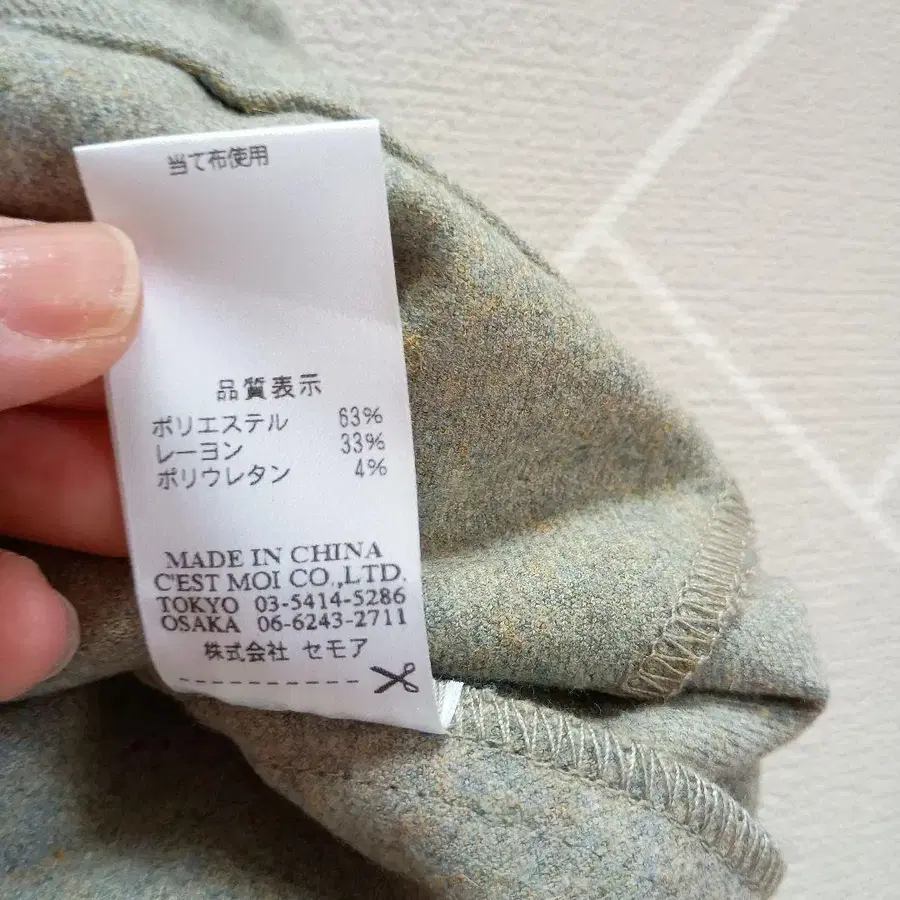 当て布使用
品質表示
ポリエステル 63%
レーヨン 33%
ポリウレタン 4%
MADE IN CHINA
C'EST MOI CO.,LTD.
TOKYO 03-5414-5286
OSAKA 06-6243-2711
株式会社 セモア